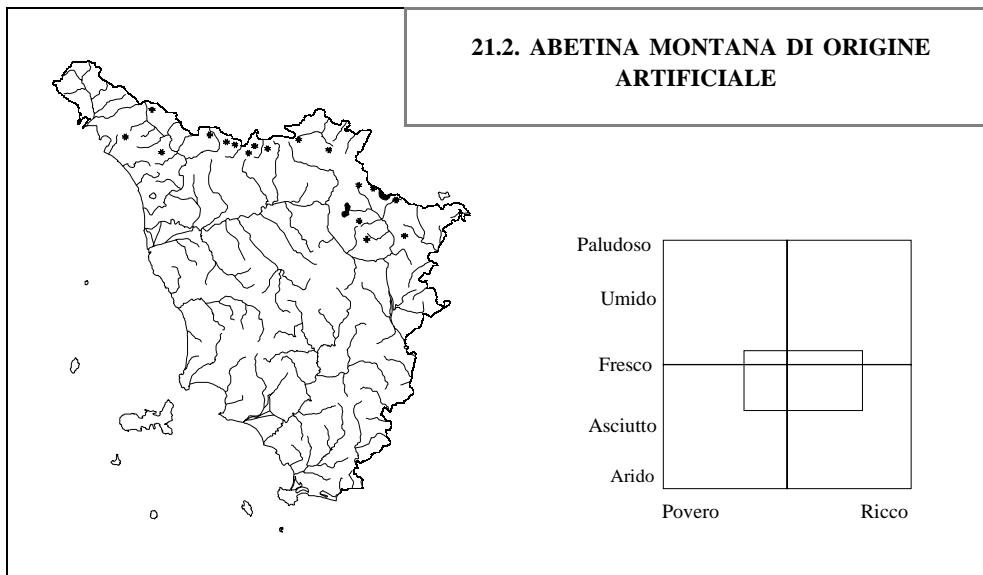 21.2. ABETINA MONTANA DI ORIGINE
ARTIFICIALE
Paludoso
Umido
Fresco
Asciutto
Arido
Povero Ricco